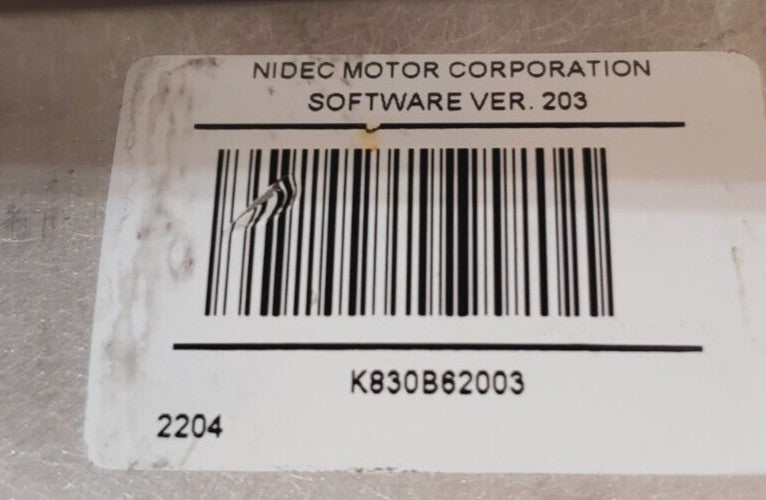 NIDEC MOTOR CORPORATION
SOFTWARE VER. 203
K830B62003
2204